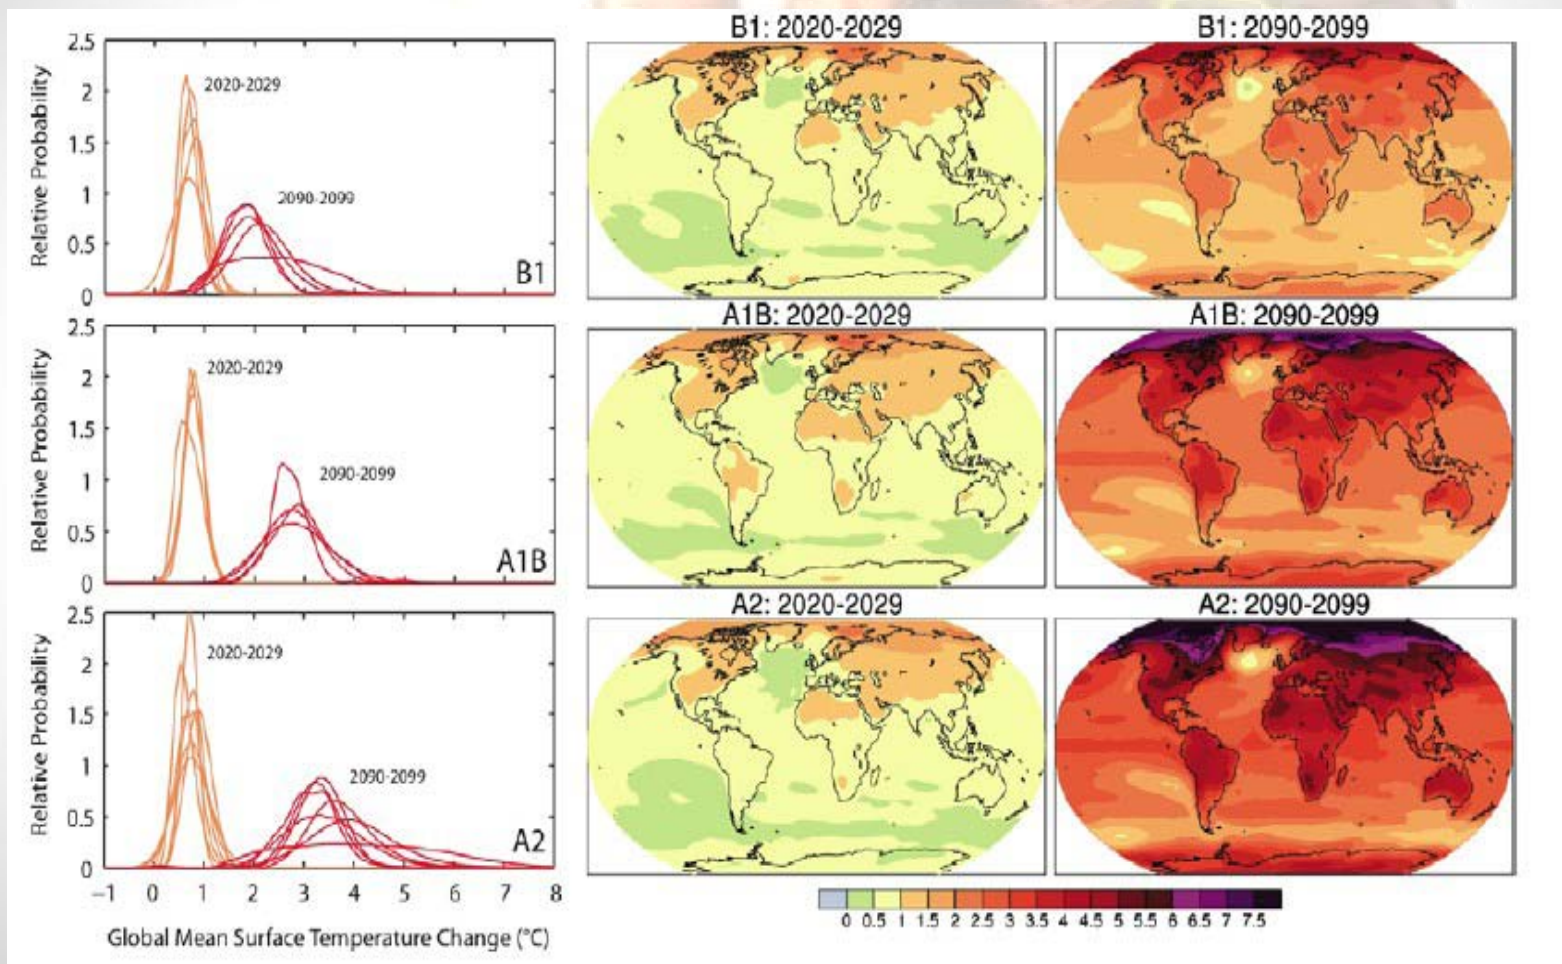 B1: 2020-2029
B1: 2090-2099
2.5
2
1.5
1
0.5
0
Relative Probability
2020-2029
2090-2099
B1
A1B: 2020-2029
A1B: 2090-2099
2.5
2
1.5
1
0.5
0
Relative Probability
2020-2029
2090-2099
A1B
A2: 2020-2029
A2: 2090-2099
2.5
2
1.5
1
0.5
0
Relative Probability
2020-2029
2090-2099
A2
−1 0 1 2 3 4 5 6 7 8
Global Mean Surface Temperature Change (°C)
0 0.5 1 1.5 2 2.5 3 3.5 4 4.5 5 5.5 6 6.5 7 7.5